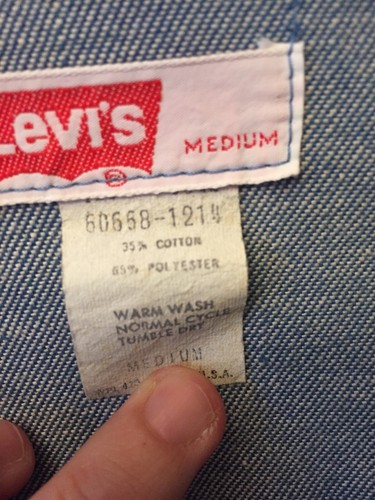 Levi's
MEDIUM
60668-1214
35% COTTON
65% POLYESTER
WARM WASH
NORMAL CYCLE
TUMBLE DRY
MEDIUM
U.S.A.